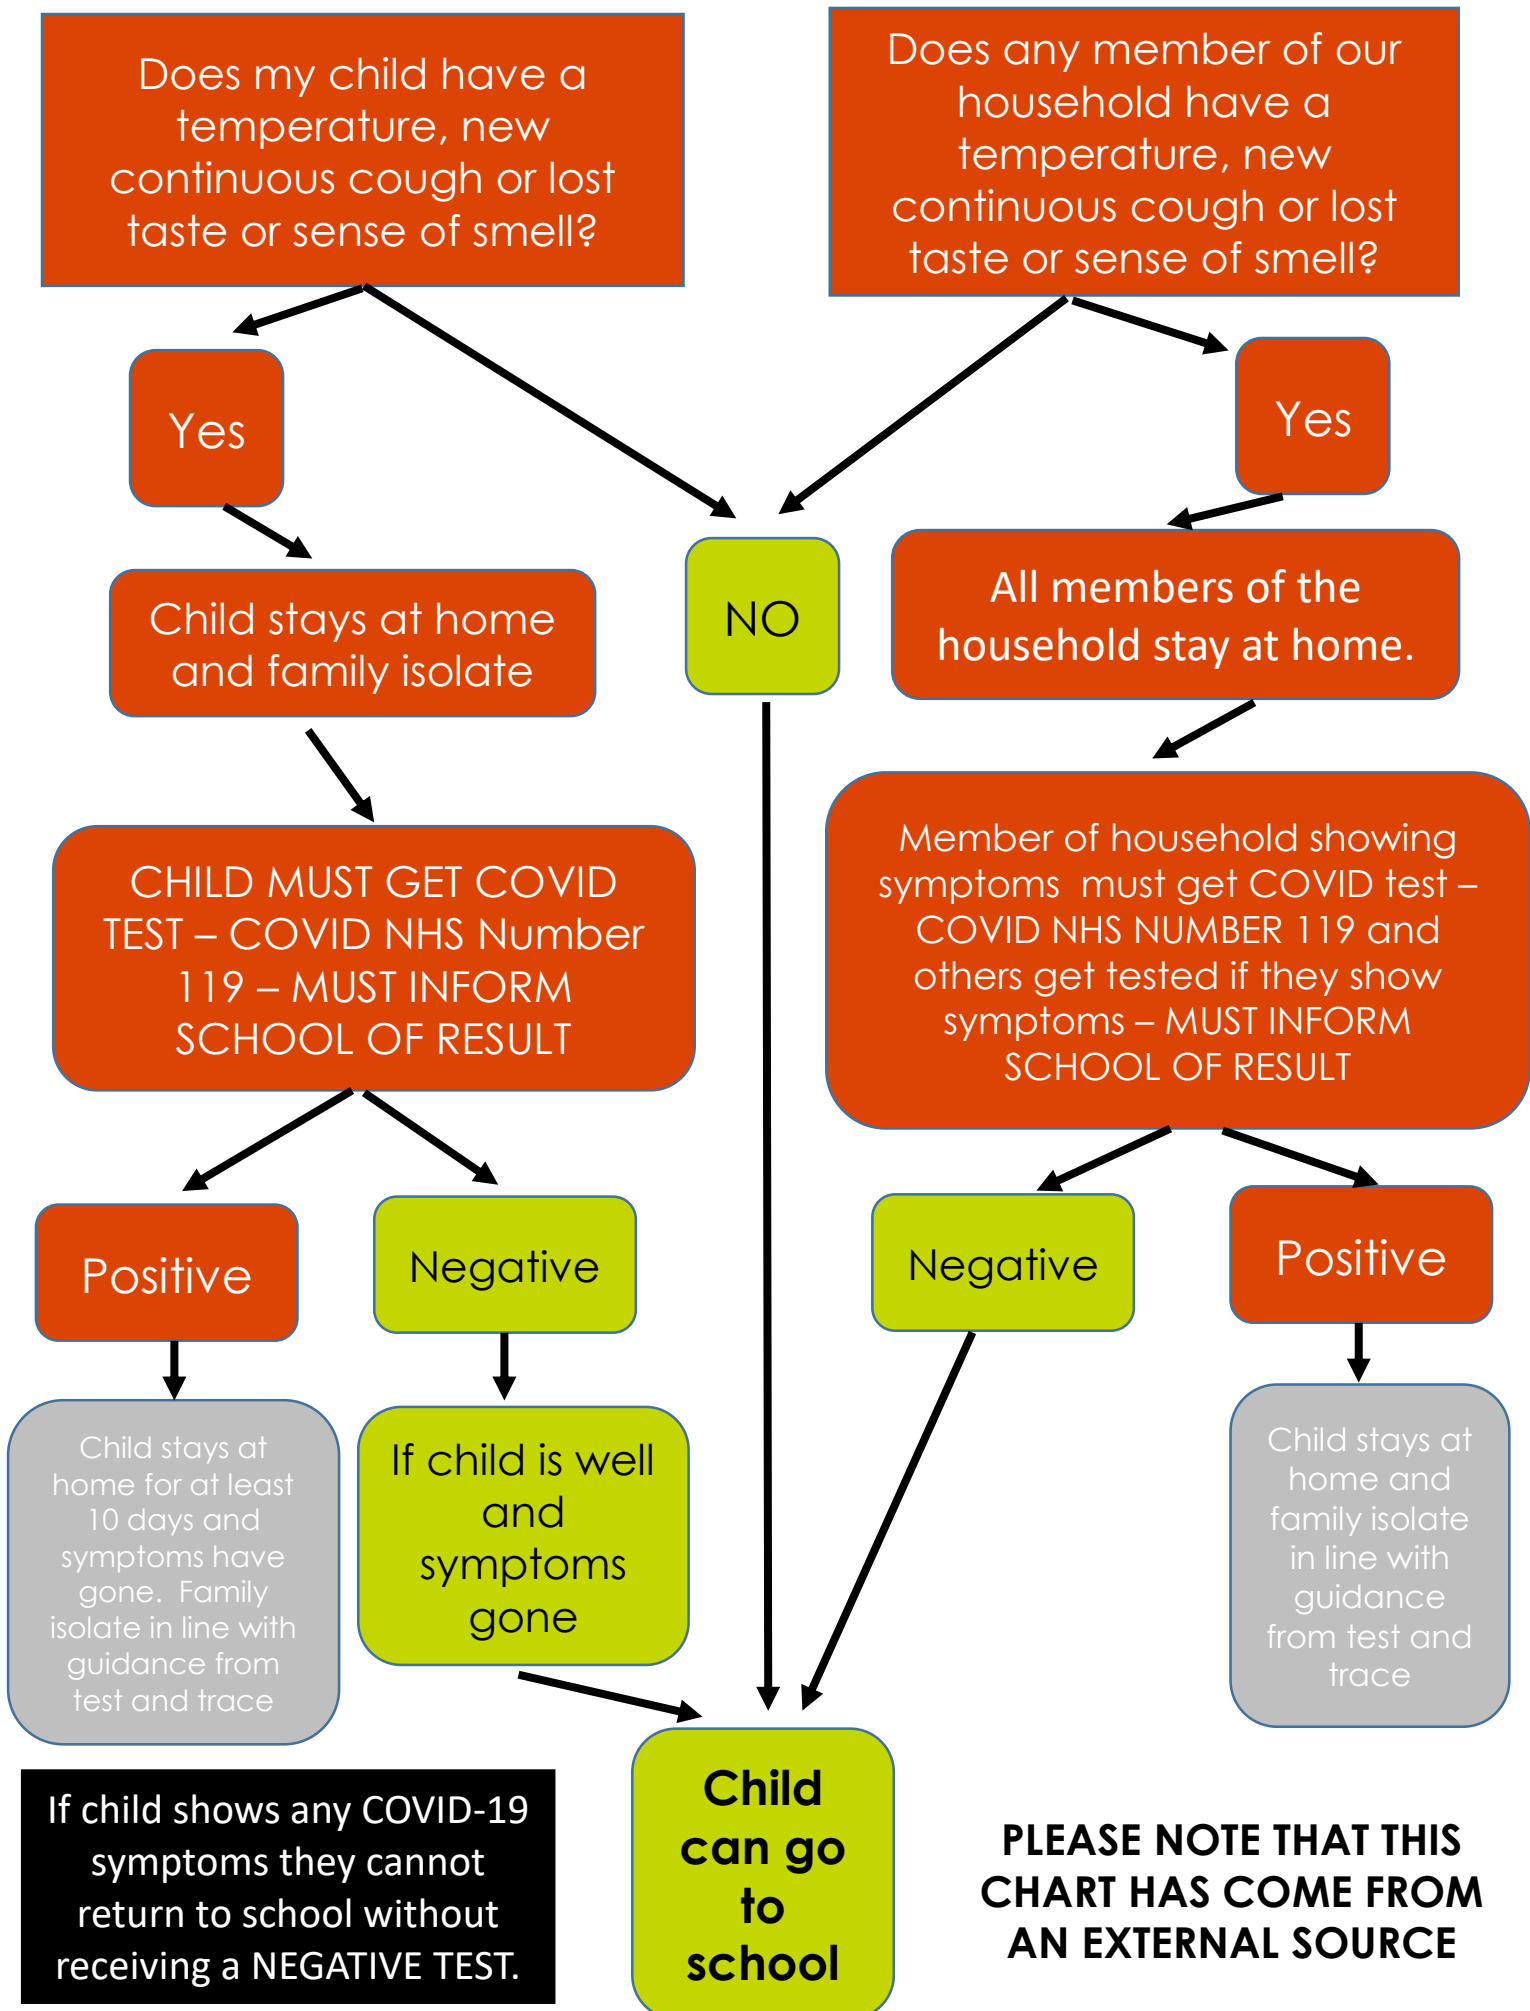 Does my child have a
temperature, new
continuous cough or lost
taste or sense of smell?
Does any member of our
household have a
temperature, new
continuous cough or lost
taste or sense of smell?
Yes
Yes
NO
Child stays at home
and family isolate
All members of the
household stay at home.
CHILD MUST GET COVID
TEST – COVID NHS Number
119 – MUST INFORM
SCHOOL OF RESULT
Member of household showing
symptoms  must get COVID test –
COVID NHS NUMBER 119 and
others get tested if they show
symptoms – MUST INFORM
SCHOOL OF RESULT
Positive
Negative
Negative
Positive
Child stays at
home for at least
10 days and
symptoms have
gone.  Family
isolate in line with
guidance from
test and trace
If child is well
and
symptoms
gone
Child stays at
home and
family isolate
in line with
guidance
from test and
trace
If child shows any COVID-19
symptoms they cannot
return to school without
receiving a NEGATIVE TEST.
Child
can go
to
school
PLEASE NOTE THAT THIS
CHART HAS COME FROM
AN EXTERNAL SOURCE